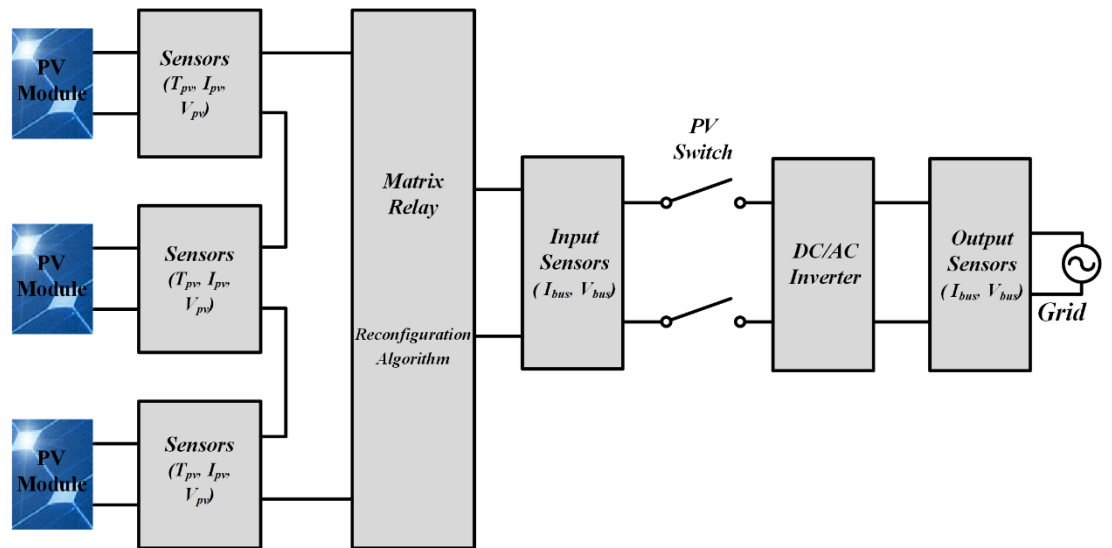 PV
Module
Sensors
(Tpv, Ipv,
Vpv)
PV
Module
Sensors
(Tpv, Ipv,
Vpv)
PV
Module
Sensors
(Tpv, Ipv,
Vpv)
Matrix
Relay
Reconfiguration
Algorithm
Input
Sensors
( Ibus, Vbus)
PV
Switch
DC/AC
Inverter
Output
Sensors
( Ibus, Vbus)
Grid